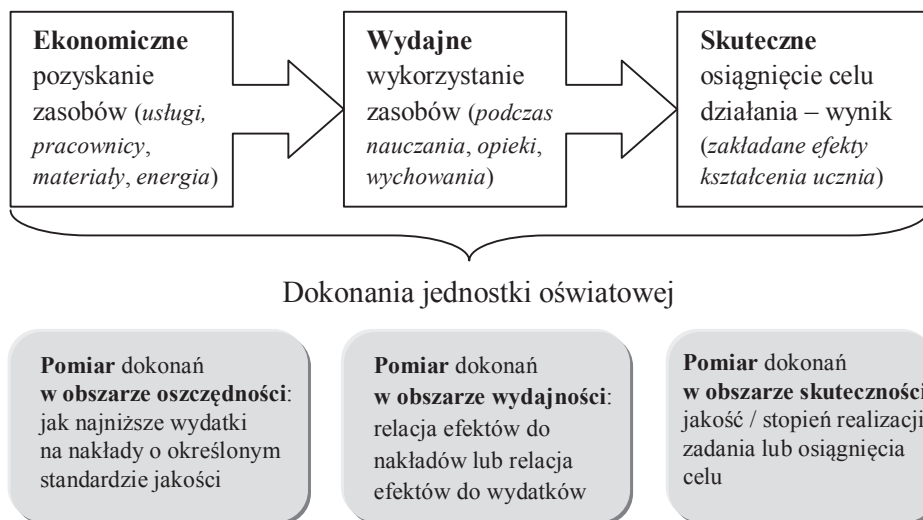 Ekonomiczne
pozyskanie
zasobów (usługi,
pracownicy,
materiały, energia)
Wydajne
wykorzystanie
zasobów (podczas
nauczania, opieki,
wychowania)
Skuteczne
osiągnięcie celu
działania – wynik
(zakładane efekty
kształcenia ucznia)
Dokonania jednostki oświatowej
Pomiar dokonań
w obszarze oszczędności:
jak najniższe wydatki
na nakłady o określonym
standardzie jakości
Pomiar dokonań
w obszarze wydajności:
relacja efektów do
nakładów lub relacja
efektów do wydatków
Pomiar dokonań
w obszarze skuteczności
jakość / stopień realizacji
zadania lub osiągnięcia
celu